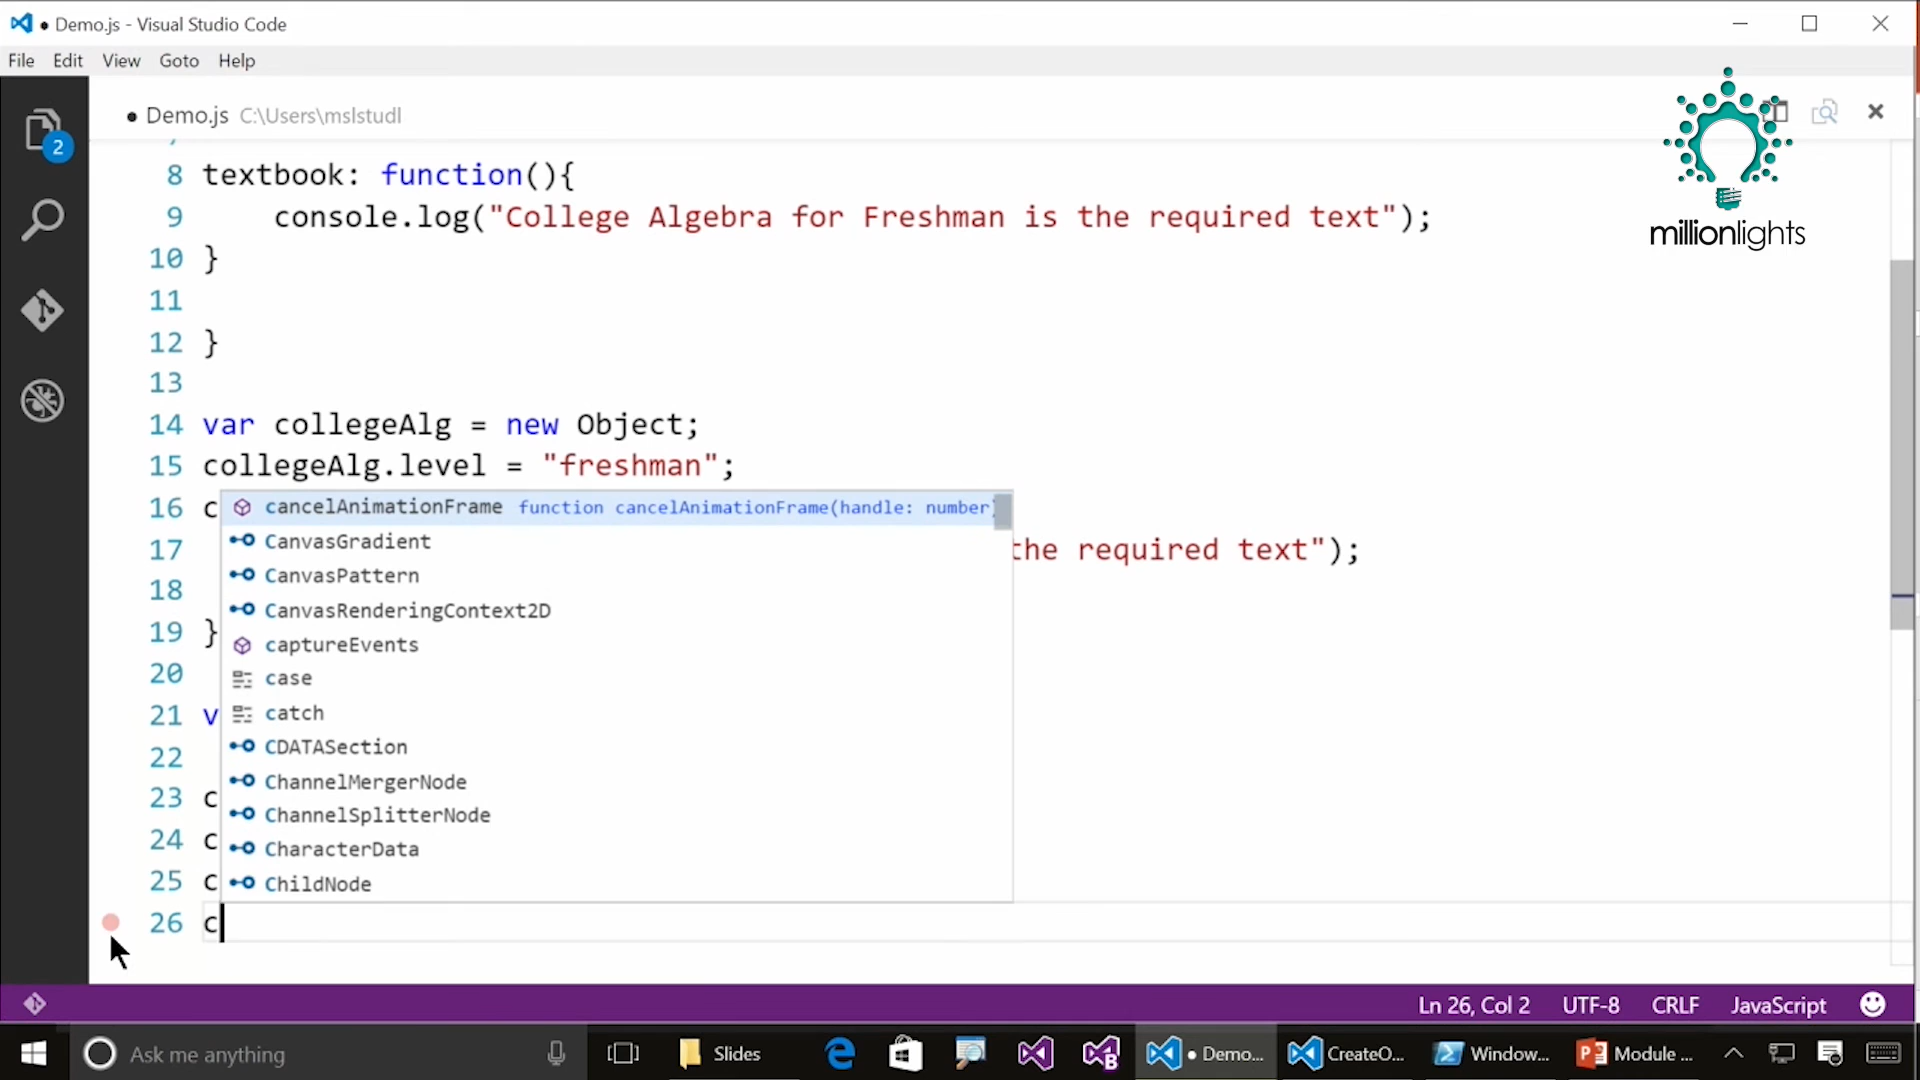 ● Demo.js - Visual Studio Code
File Edit View Goto Help
● Demo.js C:\Users\mslstudl
millionlights
2
8 textbook: function(){
9 console.log("College Algebra for Freshman is the required text");
10 }
11
12 }
13
14 var collegeAlg = new Object;
15 collegeAlg.level = "freshman";
16 c
cancelAnimationFrame function cancelAnimationFrame(handle: number)
CanvasGradient
17 the required text");
CanvasPattern
18
CanvasRenderingContext2D
19 }
captureEvents
20
case
21 v
catch
CDATASection
22
ChannelMergerNode
23 c
ChannelSplitterNode
24 c
CharacterData
25 c
ChildNode
26 c
Ln 26, Col 2 UTF-8 CRLF JavaScript
Ask me anything Slides ● Demo... CreateO... Window... Module ...